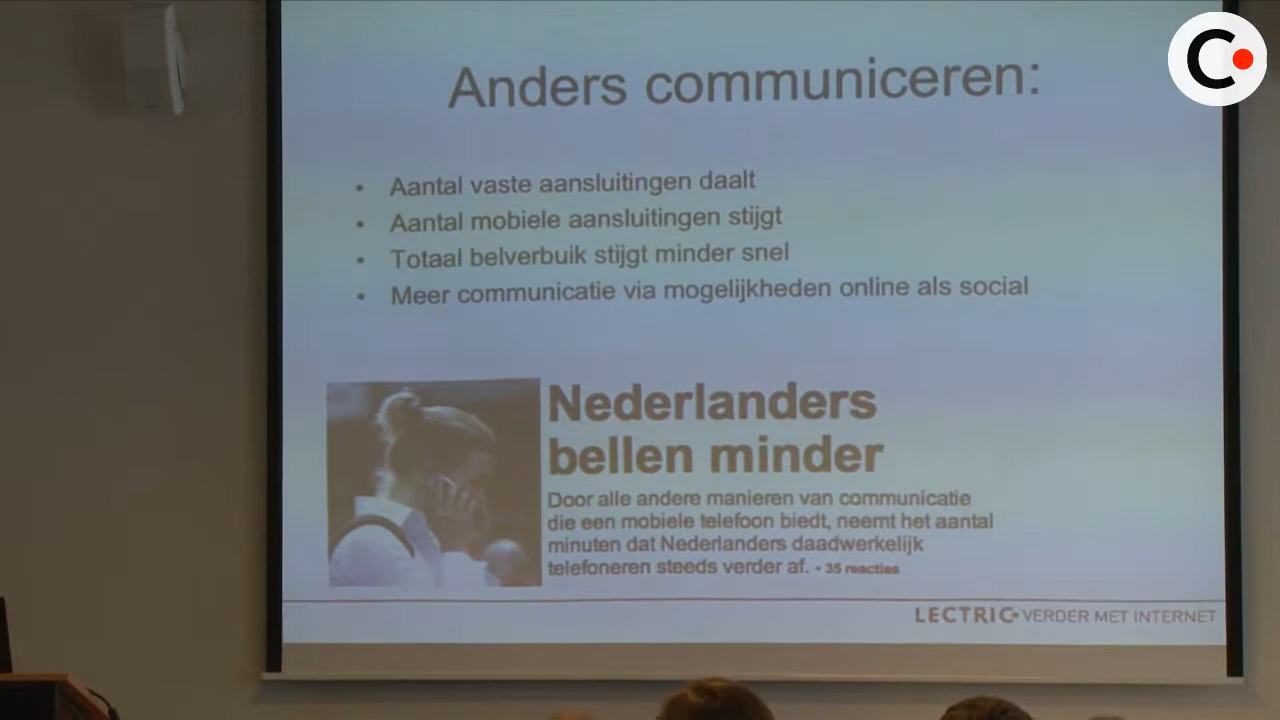 Anders communiceren:
• Aantal vaste aansluitingen daalt
• Aantal mobiele aansluitingen stijgt
• Totaal belverbuik stijgt minder snel
• Meer communicatie via mogelijkheden online als social
Nederlanders
bellen minder
Door alle andere manieren van communicatie
die een mobiele telefoon biedt, neemt het aantal
minuten dat Nederlanders daadwerkelijk
telefoneren steeds verder af. • 35 reacties
LECTRIC VERDER MET INTERNET